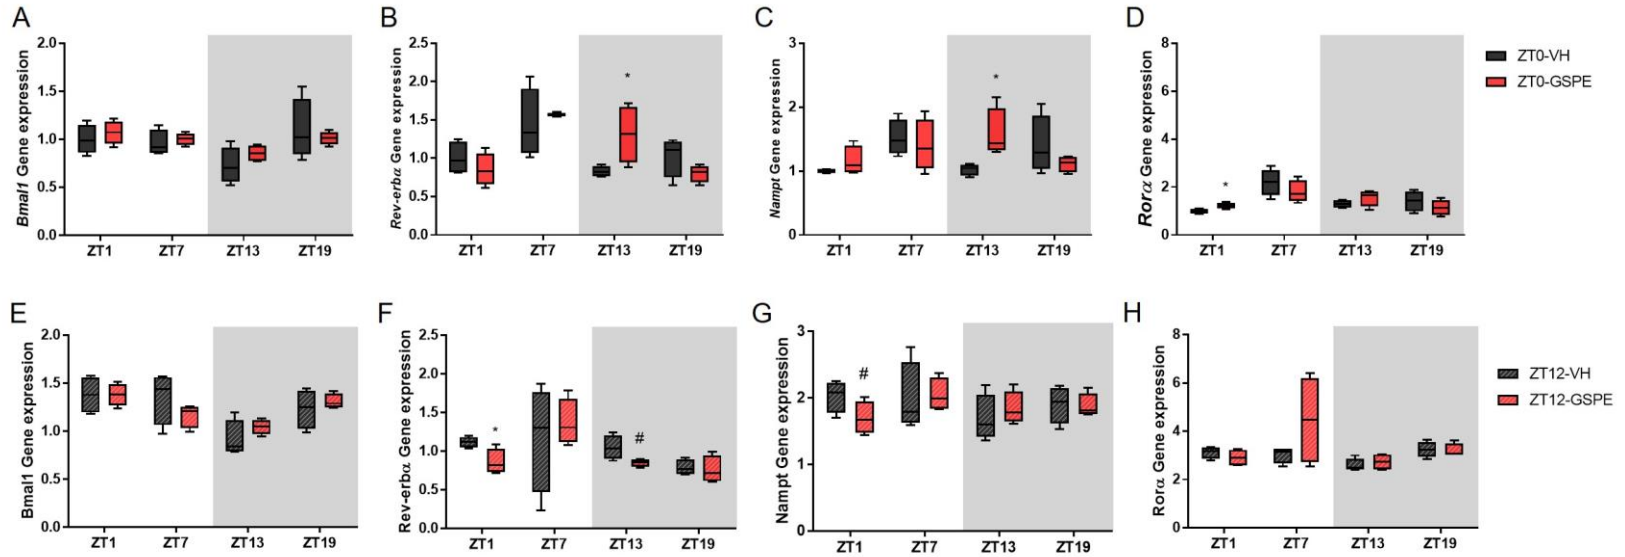 A
Bmal1 Gene expression
2.0
1.5
1.0
0.5
0.0
ZT1 ZT7 ZT13 ZT19
B
Rev-erbα Gene expression
2.5
2.0
1.5
1.0
0.5
0.0
*
ZT1 ZT7 ZT13 ZT19
C
Nampt Gene expression
3
2
1
0
*
ZT1 ZT7 ZT13 ZT19
D
Rorα Gene expression
8
6
4
2
0
*
ZT1 ZT7 ZT13 ZT19
ZT0-VH
ZT0-GSPE
E
Bmal1 Gene expression
2.0
1.5
1.0
0.5
0.0
ZT1 ZT7 ZT13 ZT19
F
Rev-erbα Gene expression
2.5
2.0
1.5
1.0
0.5
0.0
*
#
ZT1 ZT7 ZT13 ZT19
G
Nampt Gene expression
3
2
1
0
#
ZT1 ZT7 ZT13 ZT19
H
Rorα Gene expression
8
6
4
2
0
ZT1 ZT7 ZT13 ZT19
ZT12-VH
ZT12-GSPE